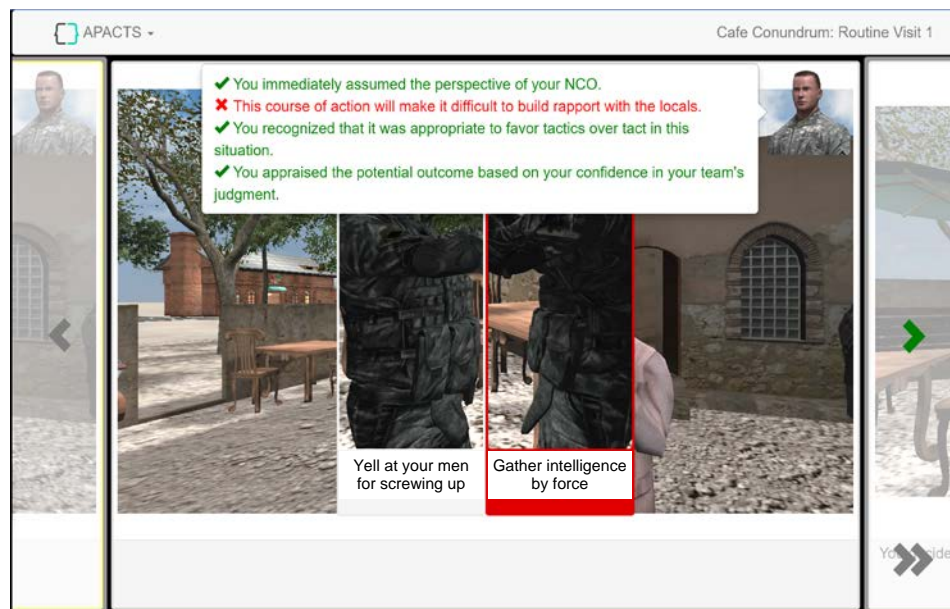 APACTS
Cafe Conundrum: Routine Visit 1
✔ You immediately assumed the perspective of your NCO.
✖ This course of action will make it difficult to build rapport with the locals.
✔ You recognized that it was appropriate to favor tactics over tact in this
situation.
✔ You appraised the potential outcome based on your confidence in your team's
judgment.
Yell at your men
for screwing up
Gather intelligence
by force